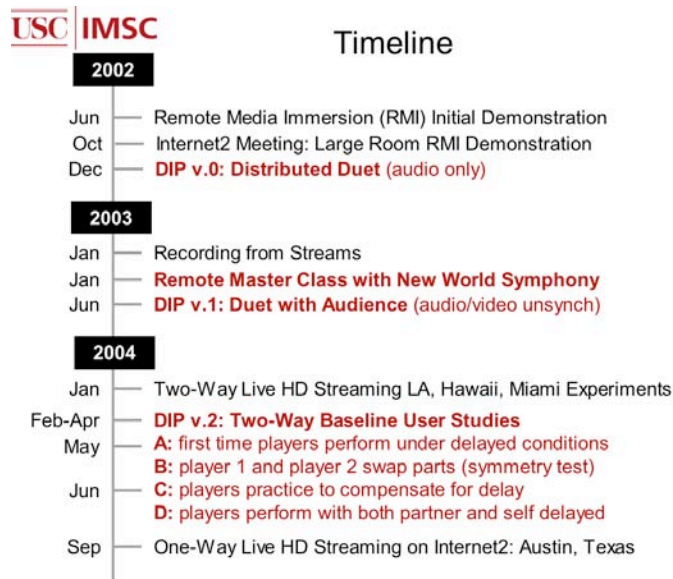 USC IMSC
Timeline
2002
Jun Remote Media Immersion (RMI) Initial Demonstration
Oct Internet2 Meeting: Large Room RMI Demonstration
Dec DIP v.0: Distributed Duet (audio only)
2003
Jan Recording from Streams
Jan Remote Master Class with New World Symphony
Jun DIP v.1: Duet with Audience (audio/video unsynch)
2004
Jan Two-Way Live HD Streaming LA, Hawaii, Miami Experiments
Feb-Apr DIP v.2: Two-Way Baseline User Studies
May A: first time players perform under delayed conditions
B: player 1 and player 2 swap parts (symmetry test)
Jun C: players practice to compensate for delay
D: players perform with both partner and self delayed
Sep One-Way Live HD Streaming on Internet2: Austin, Texas